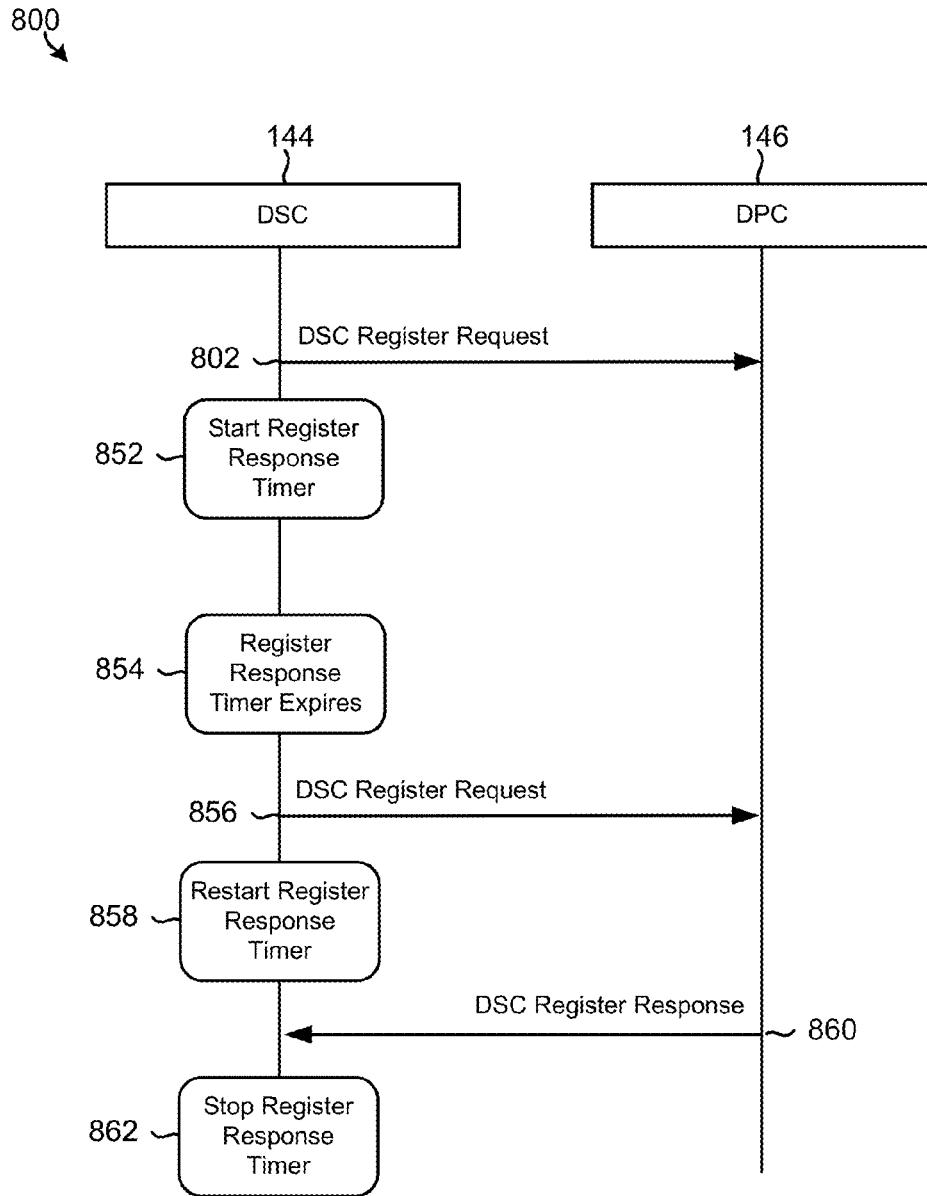 800
144
146
DSC
DPC
DSC Register Request
802
Start Register
Response
Timer
852
Register
Response
Timer Expires
854
DSC Register Request
856
Restart Register
Response
Timer
858
DSC Register Response
860
Stop Register
Response
Timer
862